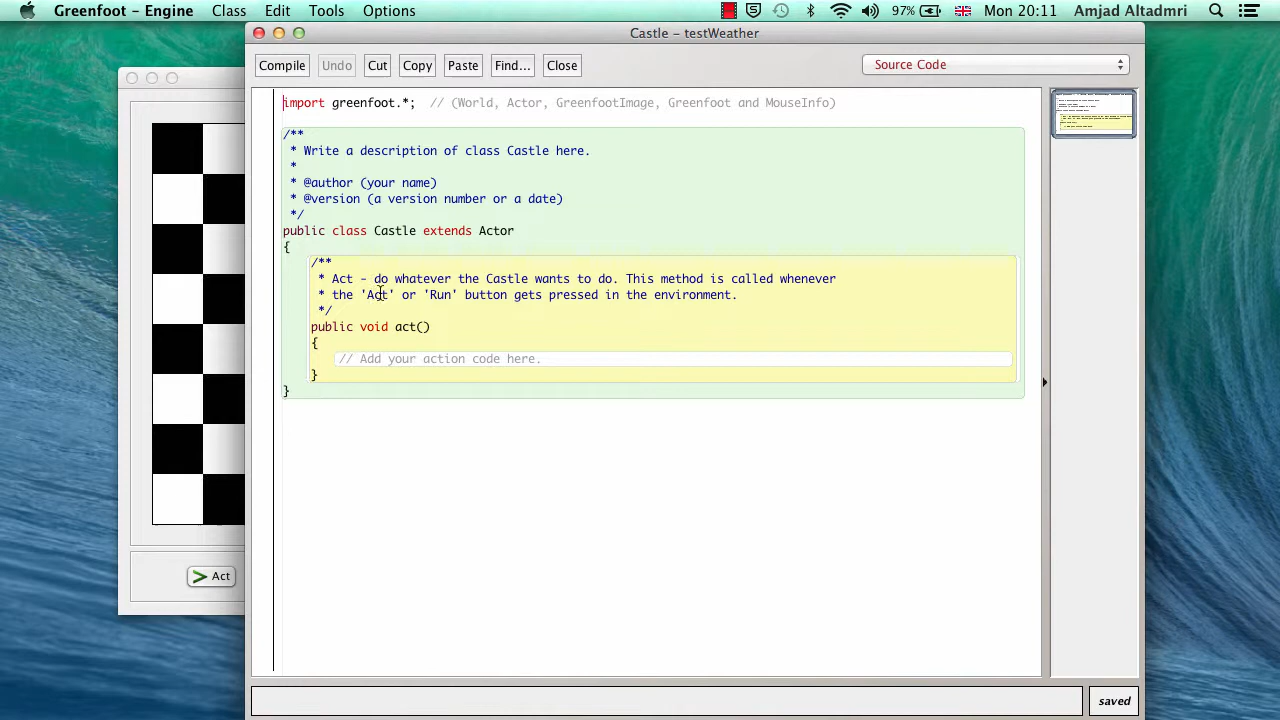 Greenfoot - Engine Class Edit Tools Options 97% Mon 20:11 Amjad Altadmri
Castle - testWeather
Compile Undo Cut Copy Paste Find... Close Source Code
import greenfoot.*;  // (World, Actor, GreenfootImage, Greenfoot and MouseInfo)
/**
 * Write a description of class Castle here.
 *
 * @author (your name)
 * @version (a version number or a date)
 */
public class Castle extends Actor
{
    /**
     * Act - do whatever the Castle wants to do. This method is called whenever
     * the 'Act' or 'Run' button gets pressed in the environment.
     */
    public void act()
    {
        // Add your action code here.
    }
}
Act
saved